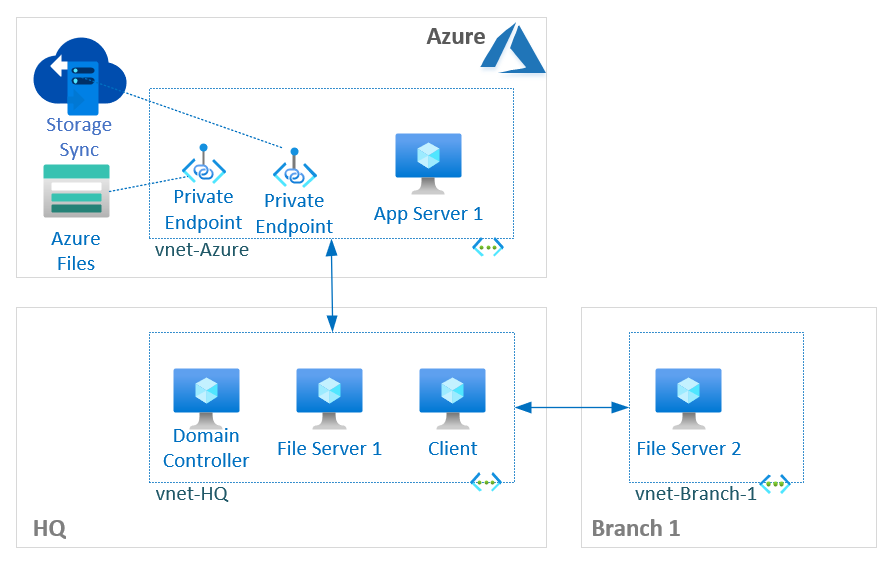 Azure
Storage
Sync
Private
Endpoint
Private
Endpoint
App Server 1
Azure
Files
vnet-Azure
Domain
Controller
File Server 1
Client
File Server 2
vnet-HQ
vnet-Branch-1
HQ
Branch 1